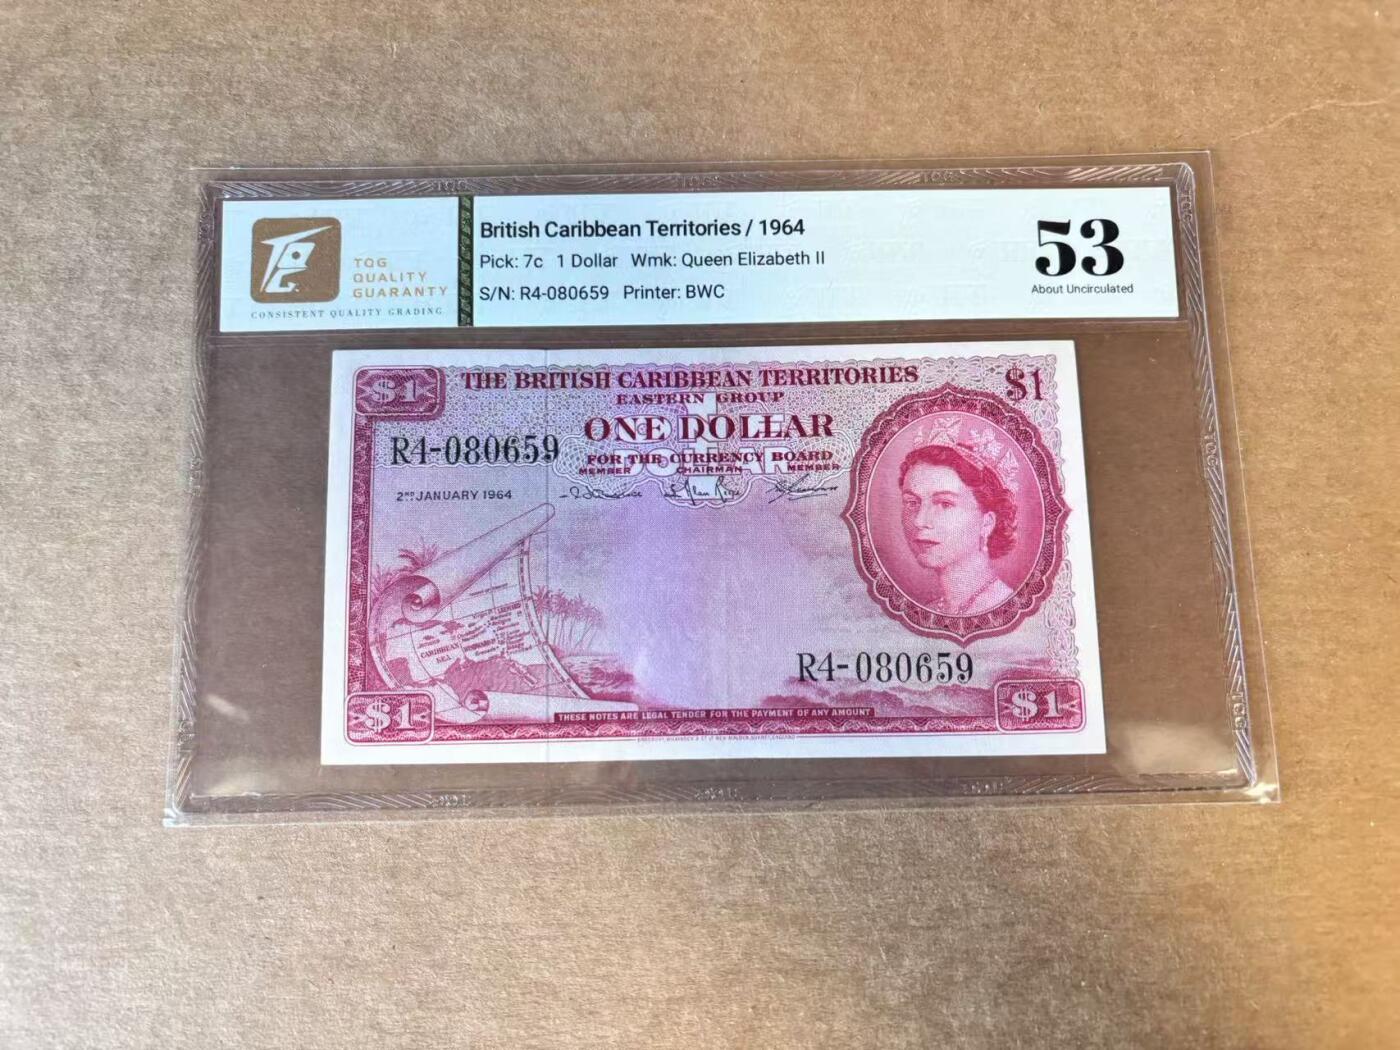 British Caribbean Territories / 1964
Pick: 7c 1 Dollar Wmk: Queen Elizabeth II
S/N: R4-080659 Printer: BWC
53
About Uncirculated
TQG
QUALITY
GUARANTY
CONSISTENT QUALITY GRADING
$1
THE BRITISH CARIBBEAN TERRITORIES
$1
EASTERN GROUP
ONE DOLLAR
R4-080659
FOR THE CURRENCY BOARD
MEMBER CHAIRMAN MEMBER
2ND JANUARY 1964
CARIBBEAN
SEA
R4-080659
$1
THESE NOTES ARE LEGAL TENDER FOR THE PAYMENT OF ANY AMOUNT
$1